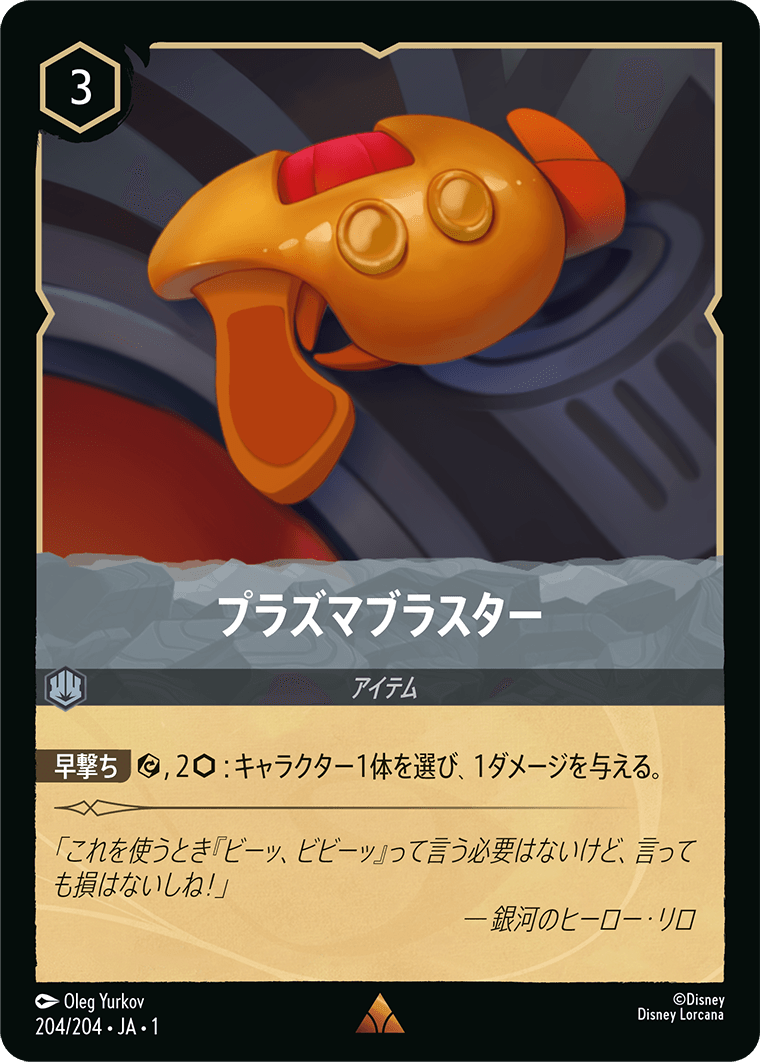 3
プラズマブラスター
アイテム
早撃ち , 2 : キャラクター1体を選び、1ダメージを与える。
「これを使うとき『ビーッ、ビビーッ』って言う必要はないけど、言って
も損はないしね!」
— 銀河のヒーロー・リロ
Oleg Yurkov
204/204 • JA • 1
©Disney
Disney Lorcana